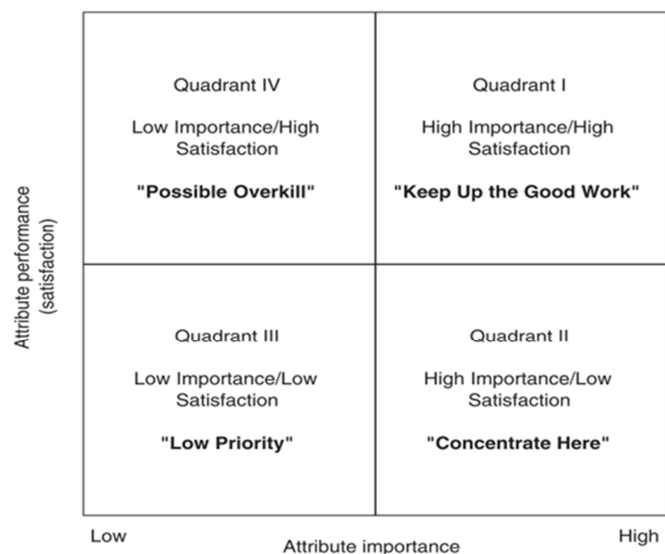 Attribute performance
(satisfaction)
Quadrant IV
Low Importance/High
Satisfaction
"Possible Overkill"
Quadrant I
High Importance/High
Satisfaction
"Keep Up the Good Work"
Quadrant III
Low Importance/Low
Satisfaction
"Low Priority"
Quadrant II
High Importance/Low
Satisfaction
"Concentrate Here"
Low
Attribute importance
High